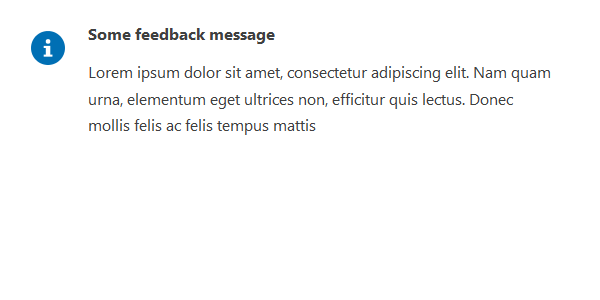 Some feedback message
Lorem ipsum dolor sit amet, consectetur adipiscing elit. Nam quam
urna, elementum eget ultrices non, efficitur quis lectus. Donec
mollis felis ac felis tempus mattis